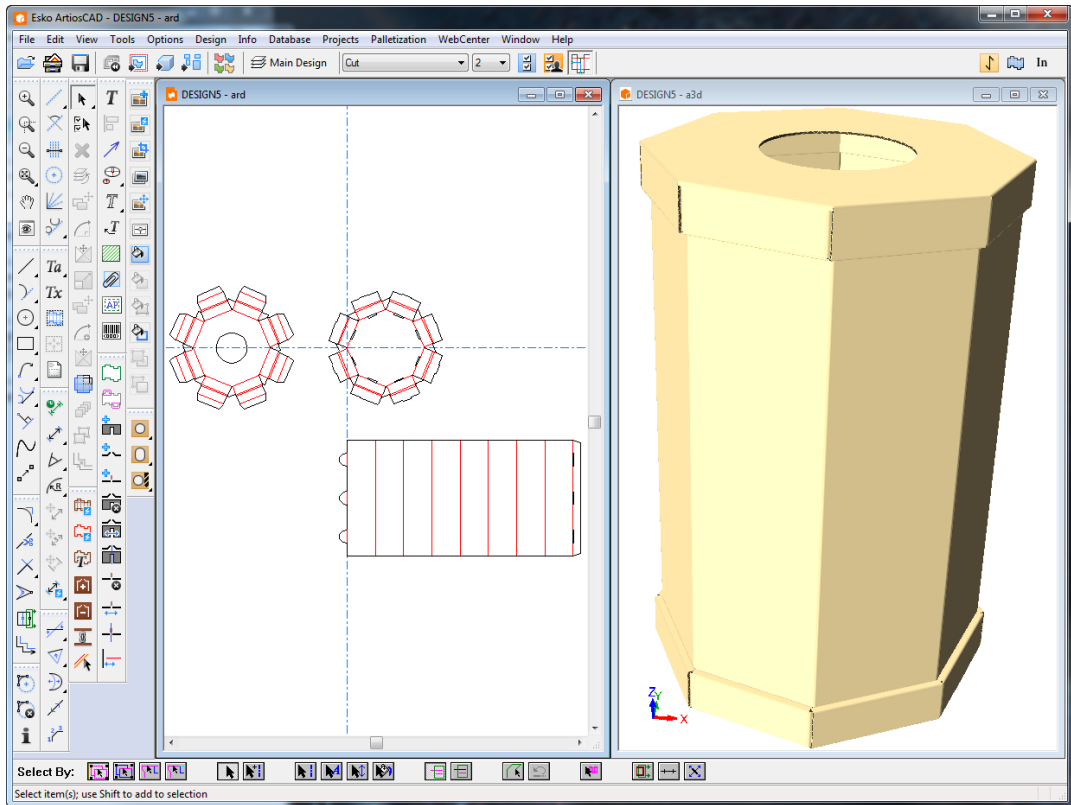 Esko ArtiosCAD - DESIGN5 - ard
File Edit View Tools Options Design Info Database Projects Palletization WebCenter Window Help
Main Design Cut 2 In
DESIGN5 - ard
DESIGN5 - a3d
T
T
T
Ta
Tx
AB
R
T
Z
Y
X
Select By:
Select item(s); use Shift to add to selection